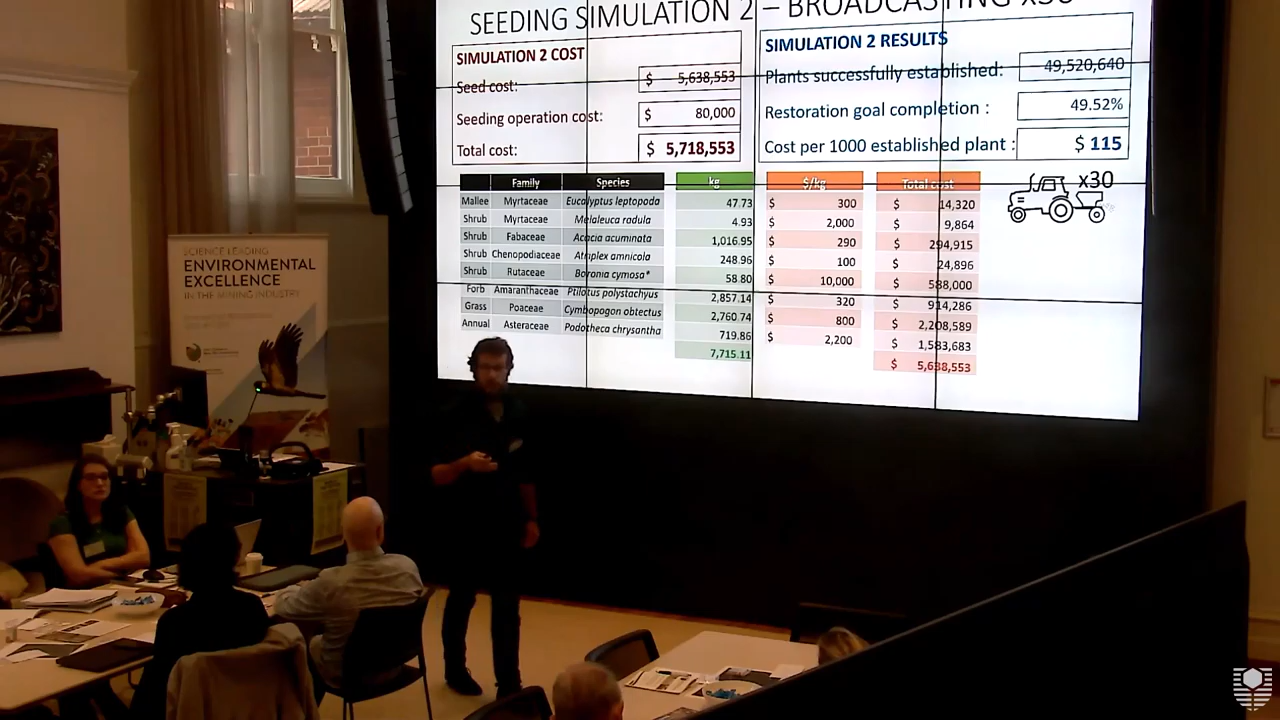 SEEDING SIMULATION 2 – BROADCASTING x30
SIMULATION 2 COST
Seed cost: $ 5,638,553
Seeding operation cost: $ 80,000
Total cost: $ 5,718,553
SIMULATION 2 RESULTS
Plants successfully established: 49,520,640
Restoration goal completion : 49.52%
Cost per 1000 established plant : $ 115
Family Species kg $/kg Total cost
Mallee Myrtaceae Eucalyptus leptopoda 47.73 $ 300 $ 14,320
Shrub Myrtaceae Melaleuca radula 4.93 $ 2,000 $ 9,864
Shrub Fabaceae Acacia acuminata 1,016.95 $ 290 $ 294,915
Shrub Chenopodiaceae Atriplex amnicola 248.96 $ 100 $ 24,896
Shrub Rutaceae Boronia cymosa* 58.80 $ 10,000 $ 588,000
Forb Amaranthaceae Ptilotus polystachyus 2,857.14 $ 320 $ 914,286
Grass Poaceae Cymbopogon obtectus 2,760.74 $ 800 $ 2,208,589
Annual Asteraceae Podotheca chrysantha 719.86 $ 2,200 $ 1,583,683
7,715.11 $ 5,638,553
x30
SCIENCE LEADING
ENVIRONMENTAL
EXCELLENCE
IN THE MINING INDUSTRY